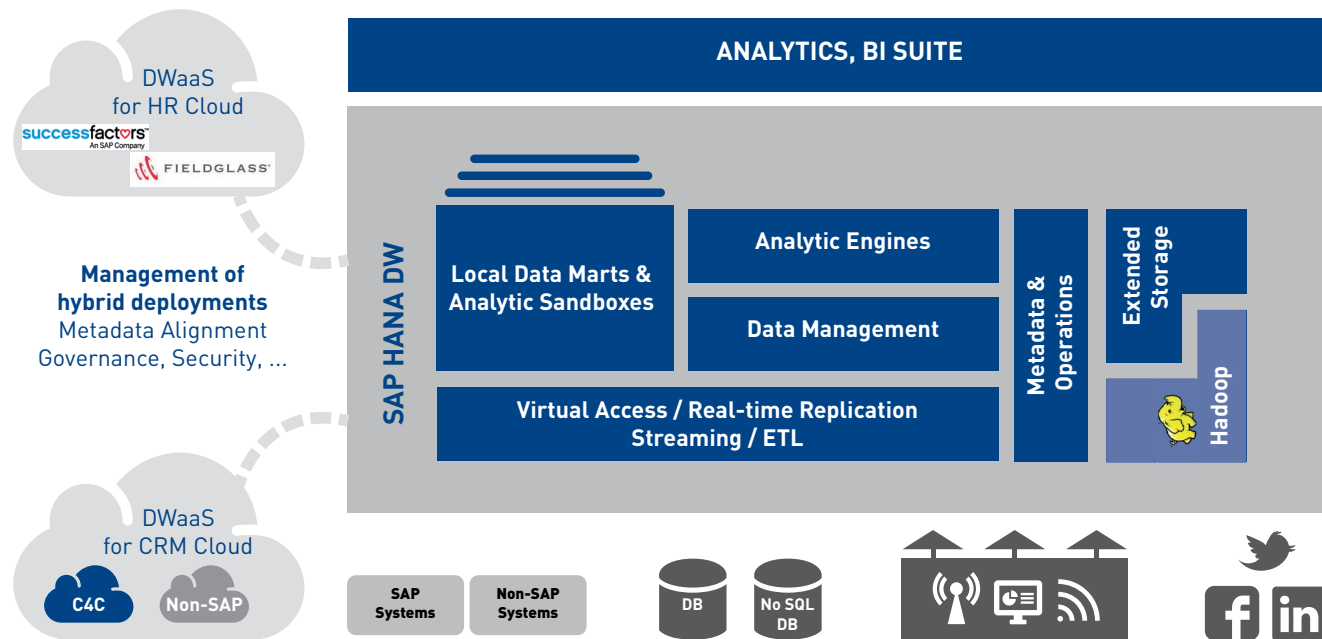 ANALYTICS, BI SUITE
DWaaS
for HR Cloud
successfactors™
An SAP Company
FIELDGLASS®
Management of
hybrid deployments
Metadata Alignment
Governance, Security, ...
DWaaS
for CRM Cloud
C4C
Non-SAP
SAP HANA DW
Local Data Marts &
Analytic Sandboxes
Analytic Engines
Data Management
Virtual Access / Real-time Replication
Streaming / ETL
Metadata &
Operations
Extended
Storage
Hadoop
SAP
Systems
Non-SAP
Systems
DB
No SQL
DB
f
in